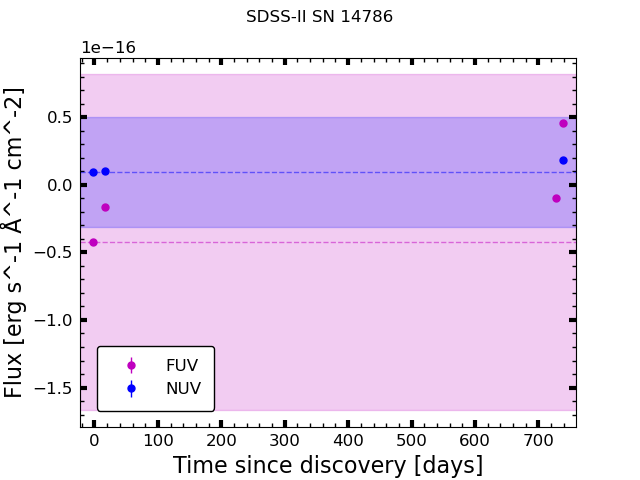 SDSS-II SN 14786
1e−16
0.5
0.0
−0.5
−1.0
−1.5
Flux [erg s^-1 Å^-1 cm^-2]
FUV
NUV
0 100 200 300 400 500 600 700
Time since discovery [days]